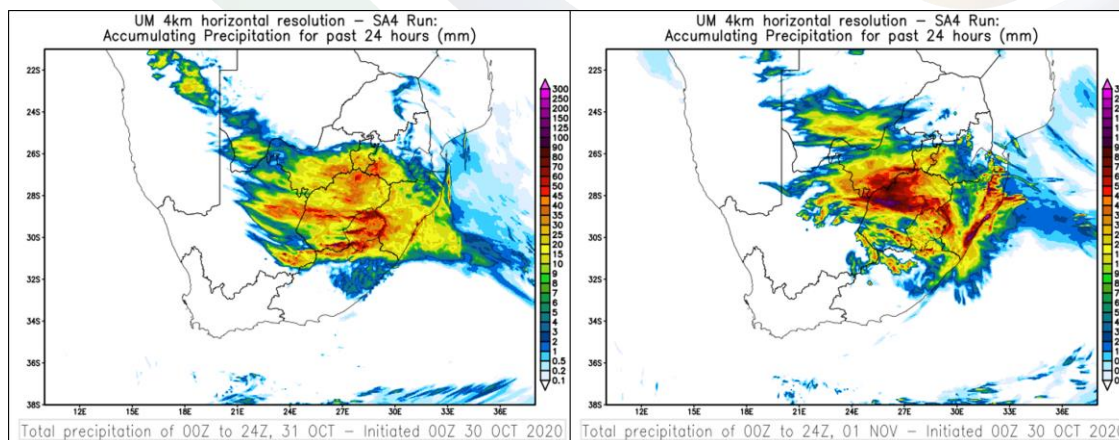 UM 4km horizontal resolution – SA4 Run:
Accumulating Precipitation for past 24 hours (mm)
22S
24S
26S
28S
30S
32S
34S
36S
38S
12E
15E
18E
21E
24E
27E
30E
33E
36E
300
250
200
150
125
100
90
80
70
60
50
45
40
35
30
25
20
15
10
9
8
7
6
5
4
3
2
1
0.5
0.2
0.1
Total precipitation of 00Z to 24Z, 31 OCT – Initiated 00Z 30 OCT 2020
UM 4km horizontal resolution – SA4 Run:
Accumulating Precipitation for past 24 hours (mm)
22S
24S
26S
28S
30S
32S
34S
36S
38S
12E
15E
18E
21E
24E
27E
30E
33E
36E
Total precipitation of 00Z to 24Z, 01 NOV – Initiated 00Z 30 OCT